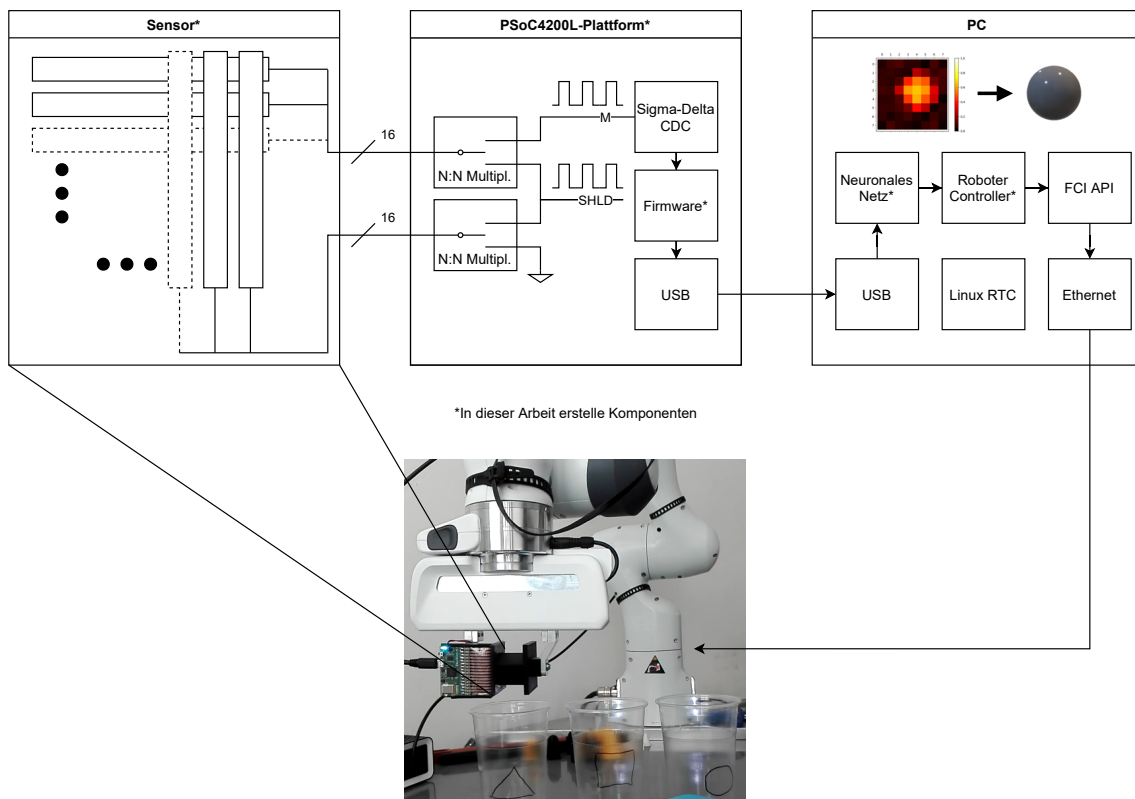 Sensor*
PSoC4200L-Plattform*
PC
16
16
N:N Multipl.
N:N Multipl.
M
SHLD
Sigma-Delta
CDC
Firmware*
USB
Neuronales
Netz*
Roboter
Controller*
FCI API
USB
Linux RTC
Ethernet
*In dieser Arbeit erstelle Komponenten